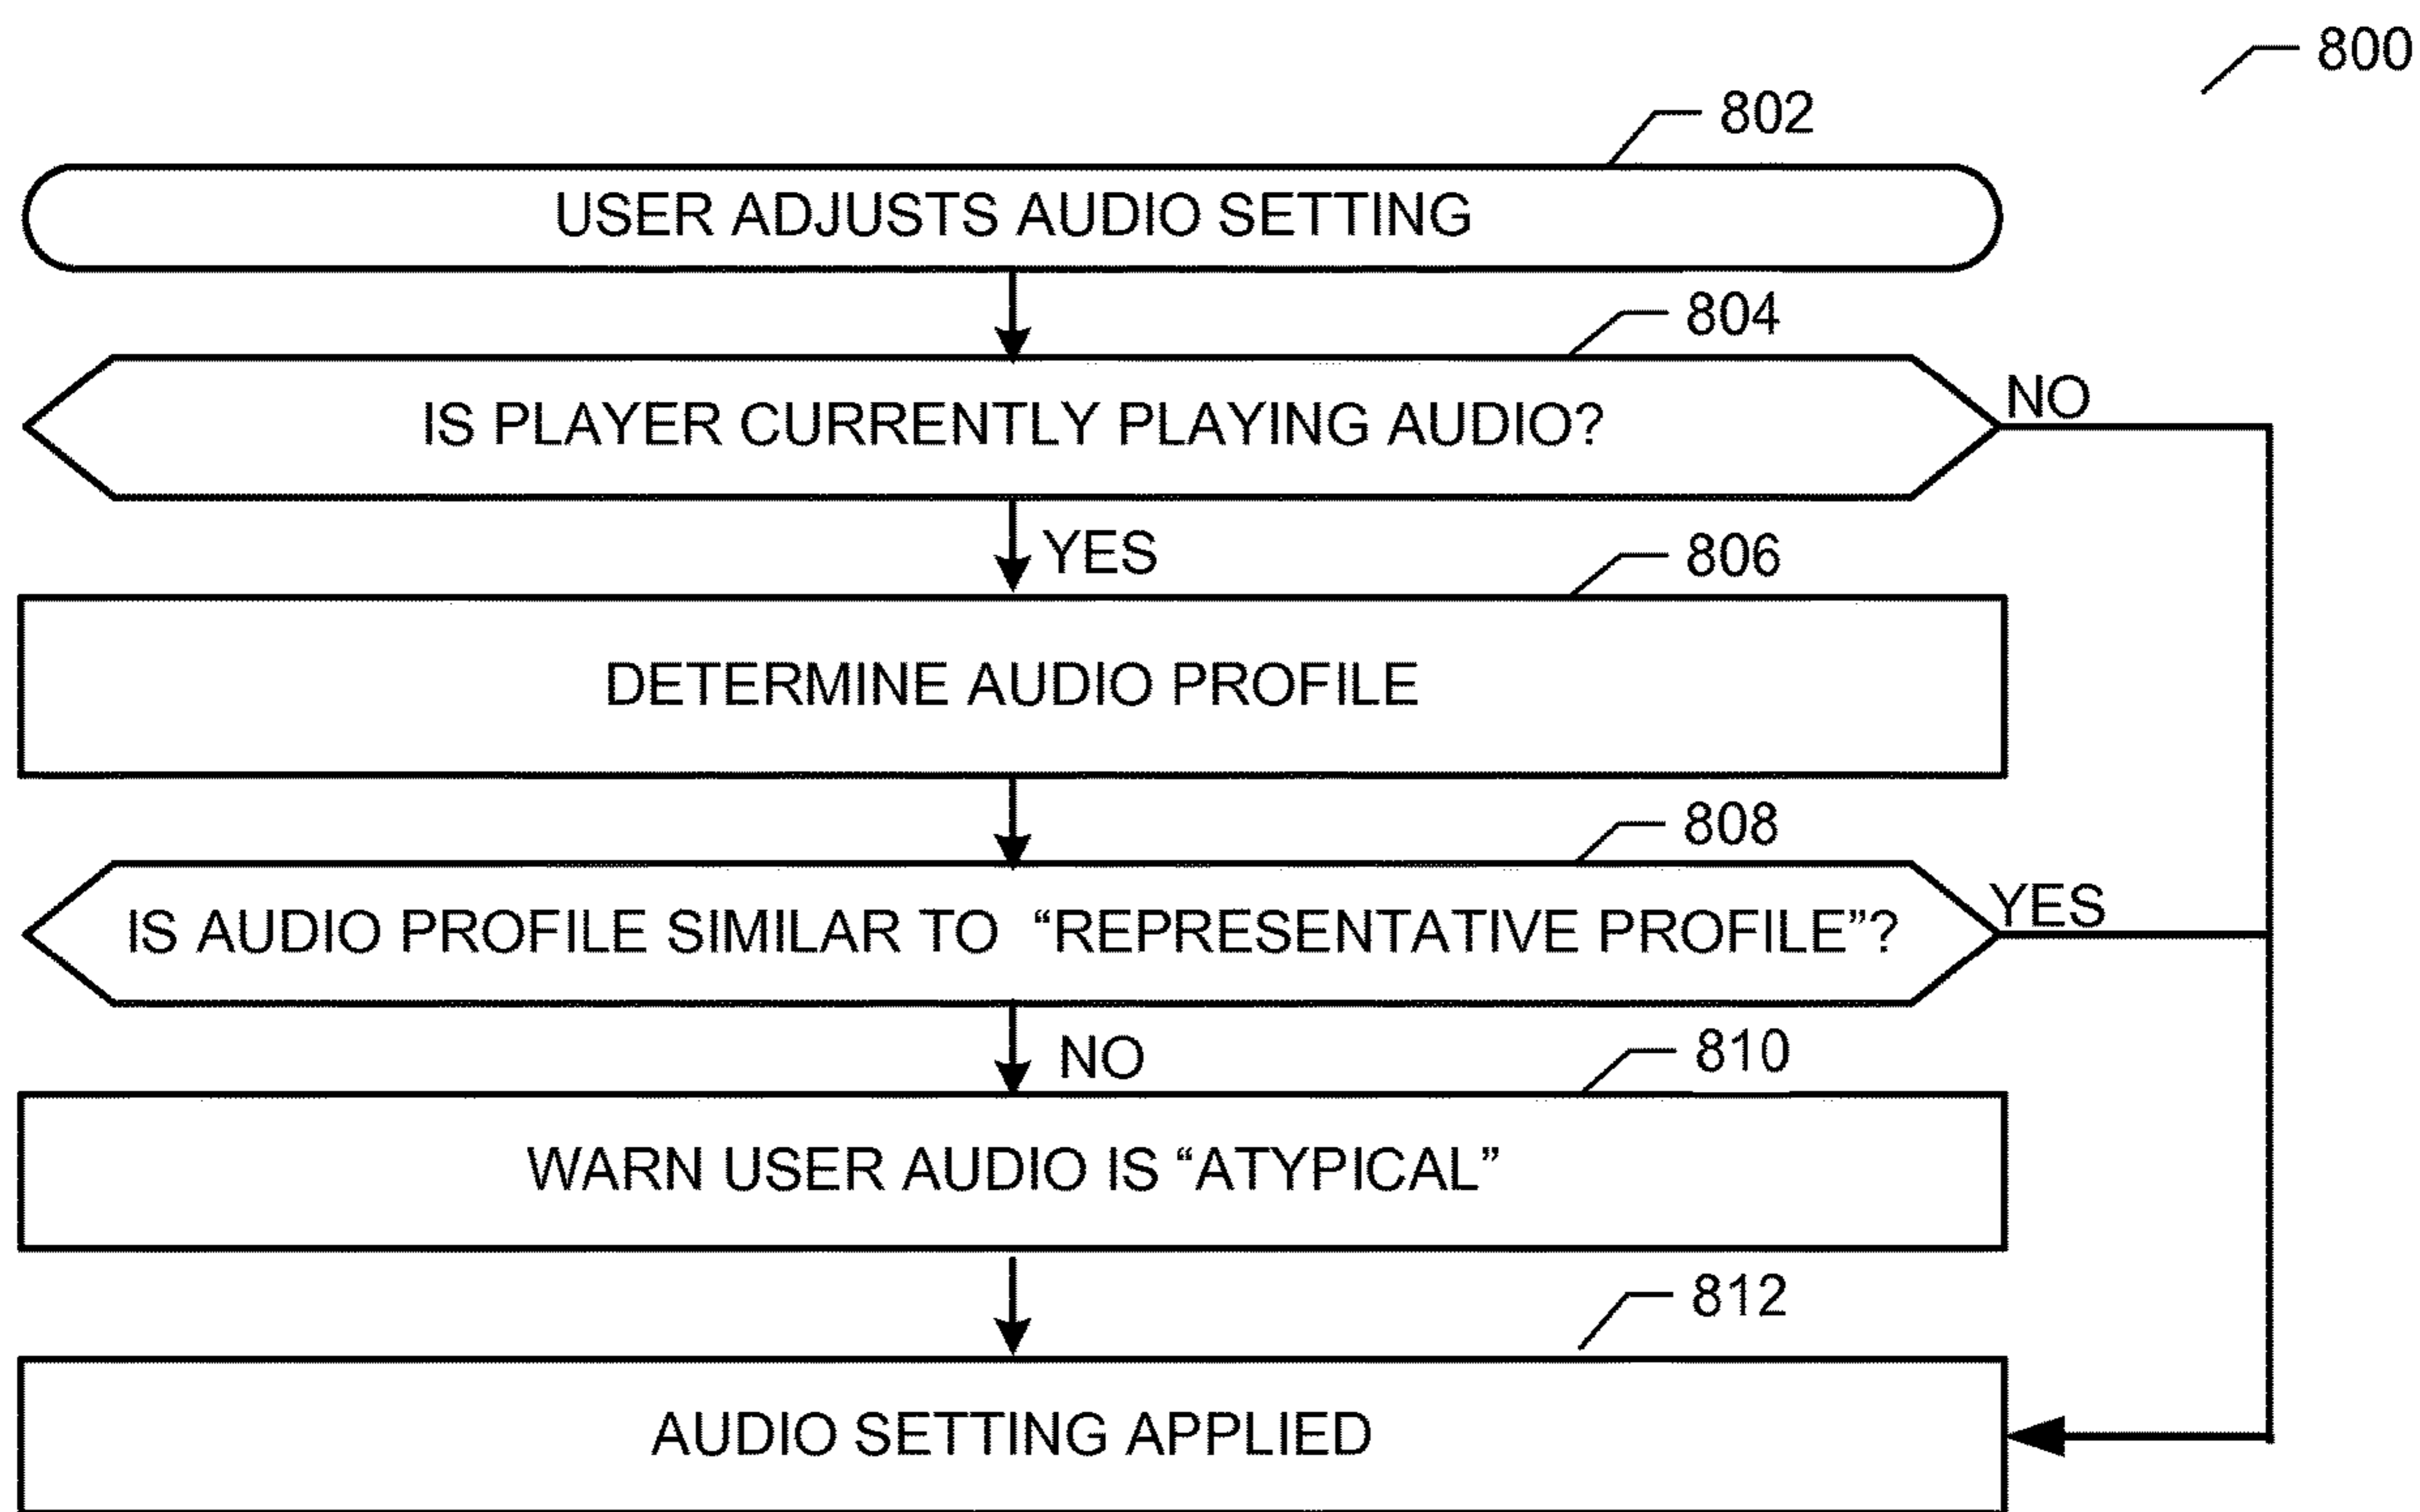 800
802
USER ADJUSTS AUDIO SETTING
804
IS PLAYER CURRENTLY PLAYING AUDIO?
NO
YES
806
DETERMINE AUDIO PROFILE
808
IS AUDIO PROFILE SIMILAR TO “REPRESENTATIVE PROFILE”?
YES
NO
810
WARN USER AUDIO IS “ATYPICAL”
812
AUDIO SETTING APPLIED